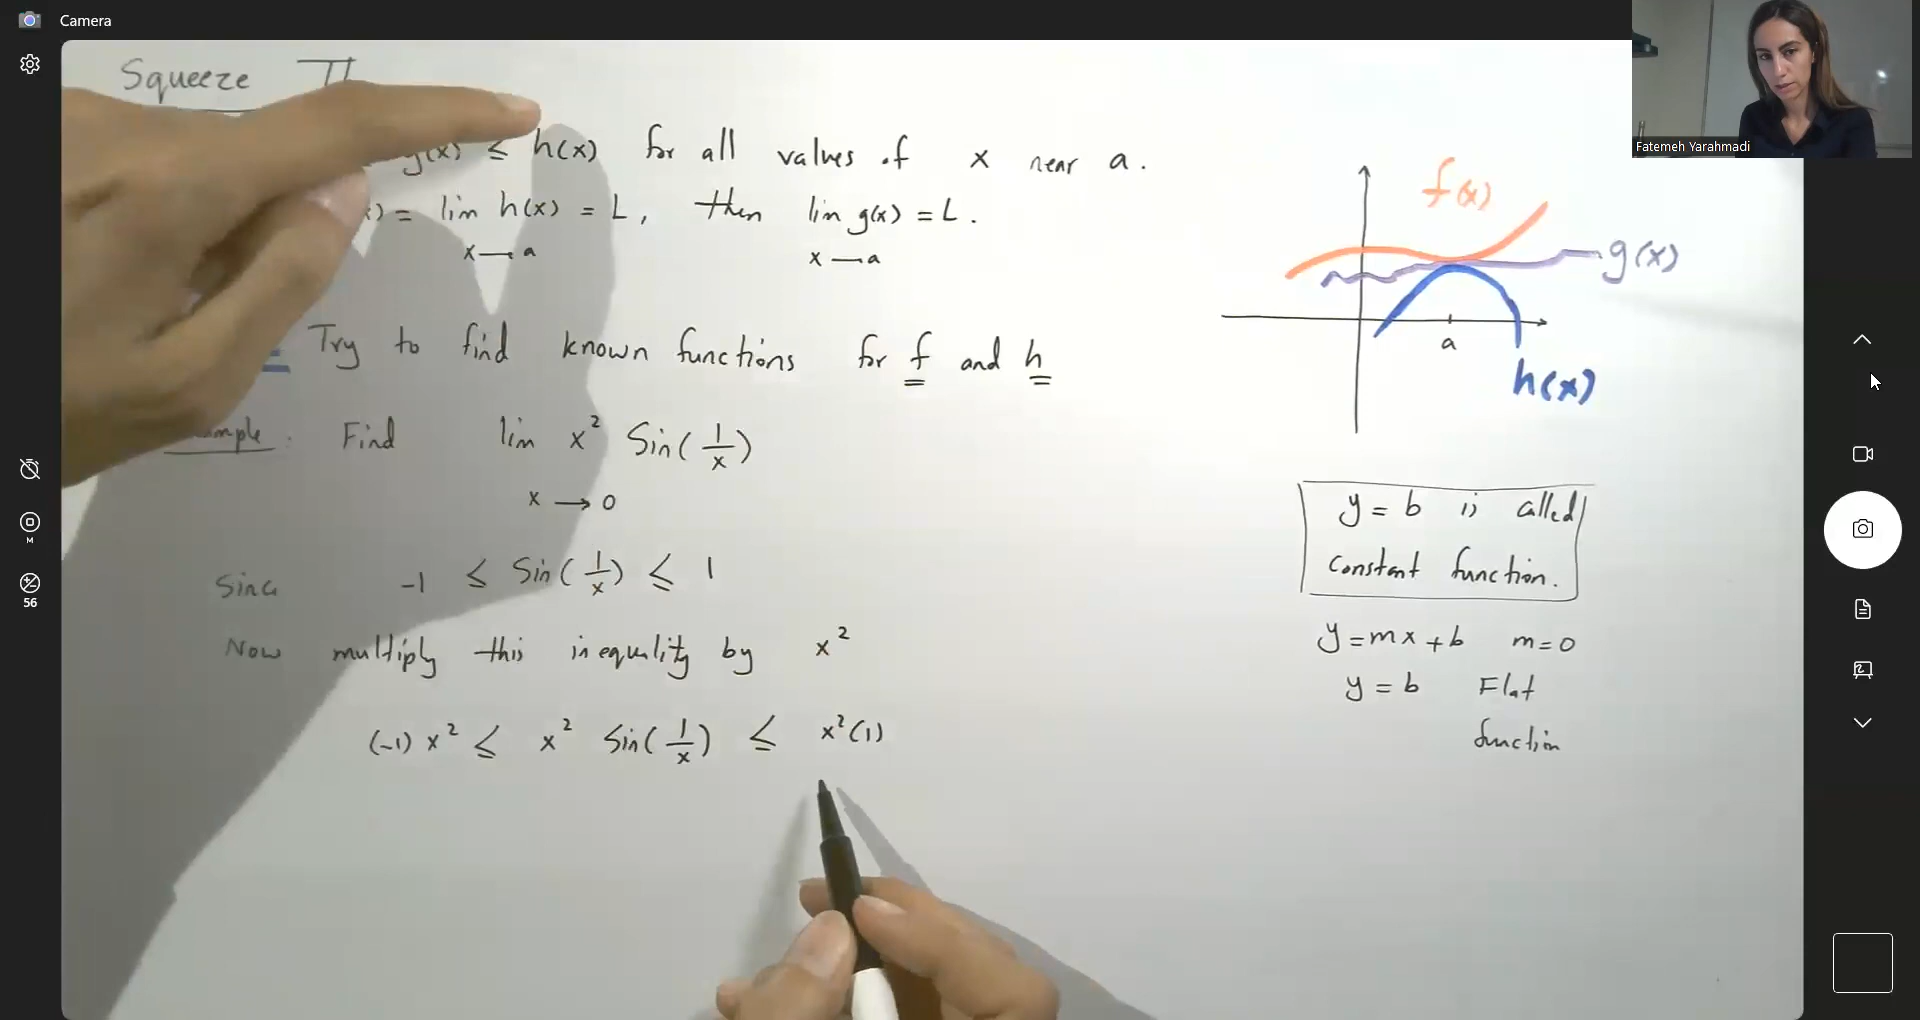 Camera
Fatemeh Yarahmadi
Squeeze
g(x) ≤ h(x) for all values of x near a.
x) = lim h(x) = L, then lim g(x) = L.
x → a x → a
Try to find known functions for f and h
Example: Find lim x² Sin(1/x)
x → 0
Since -1 ≤ Sin(1/x) ≤ 1
Now multiply this inequality by x²
(-1) x² ≤ x² Sin(1/x) ≤ x²(1)
f(x)
g(x)
a
h(x)
y = b is called
constant function.
y = mx + b m = 0
y = b Flat
function
M
56